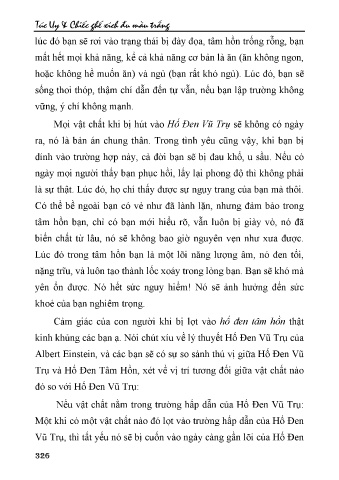 Túc Uy & Chiếc ghế xích đu màu trắng
lúc đó bạn sẽ rơi vào trạng thái bị đày đọa, tâm hồn trống rỗng, bạn
mất hết mọi khả năng, kể cả khả năng cơ bản là ăn (ăn không ngon,
hoặc không hề muốn ăn) và ngủ (bạn rất khó ngủ). Lúc đó, bạn sẽ
sống thoi thóp, thậm chí dẫn đến tự vẫn, nếu bạn lập trường không
vững, ý chí không mạnh.
Mọi vật chất khi bị hút vào Hố Đen Vũ Trụ sẽ không có ngày
ra, nó là bản án chung thân. Trong tình yêu cũng vậy, khi bạn bị
dính vào trường hợp này, cả đời bạn sẽ bị đau khổ, u sầu. Nếu có
ngày mọi người thấy bạn phục hồi, lấy lại phong độ thì không phải
là sự thật. Lúc đó, họ chỉ thấy được sự ngụy trang của bạn mà thôi.
Có thể bề ngoài bạn có vẻ như đã lành lặn, nhưng đảm bảo trong
tâm hồn bạn, chỉ có bạn mới hiểu rõ, vẫn luôn bị giày vò, nó đã
biến chất từ lâu, nó sẽ không bao giờ nguyên vẹn như xưa được.
Lúc đó trong tâm hồn bạn là một lõi năng lượng âm, nó đen tối,
nặng trĩu, và luôn tạo thành lốc xoáy trong lòng bạn. Bạn sẽ khó mà
yên ổn được. Nó hết sức nguy hiểm! Nó sẽ ảnh hưởng đến sức
khoẻ của bạn nghiêm trọng.
Cảm giác của con người khi bị lọt vào hố đen tâm hồn thật
kinh khủng các bạn ạ. Nói chút xíu về lý thuyết Hố Đen Vũ Trụ của
Albert Einstein, và các bạn sẽ có sự so sánh thú vị giữa Hố Đen Vũ
Trụ và Hố Đen Tâm Hồn, xét về vị trí tương đối giữa vật chất nào
đó so với Hố Đen Vũ Trụ:
Nếu vật chất nằm trong trường hấp dẫn của Hố Đen Vũ Trụ:
Một khi có một vật chất nào đó lọt vào trường hấp dẫn của Hố Đen
Vũ Trụ, thì tất yếu nó sẽ bị cuốn vào ngày càng gần lõi của Hố Đen
326